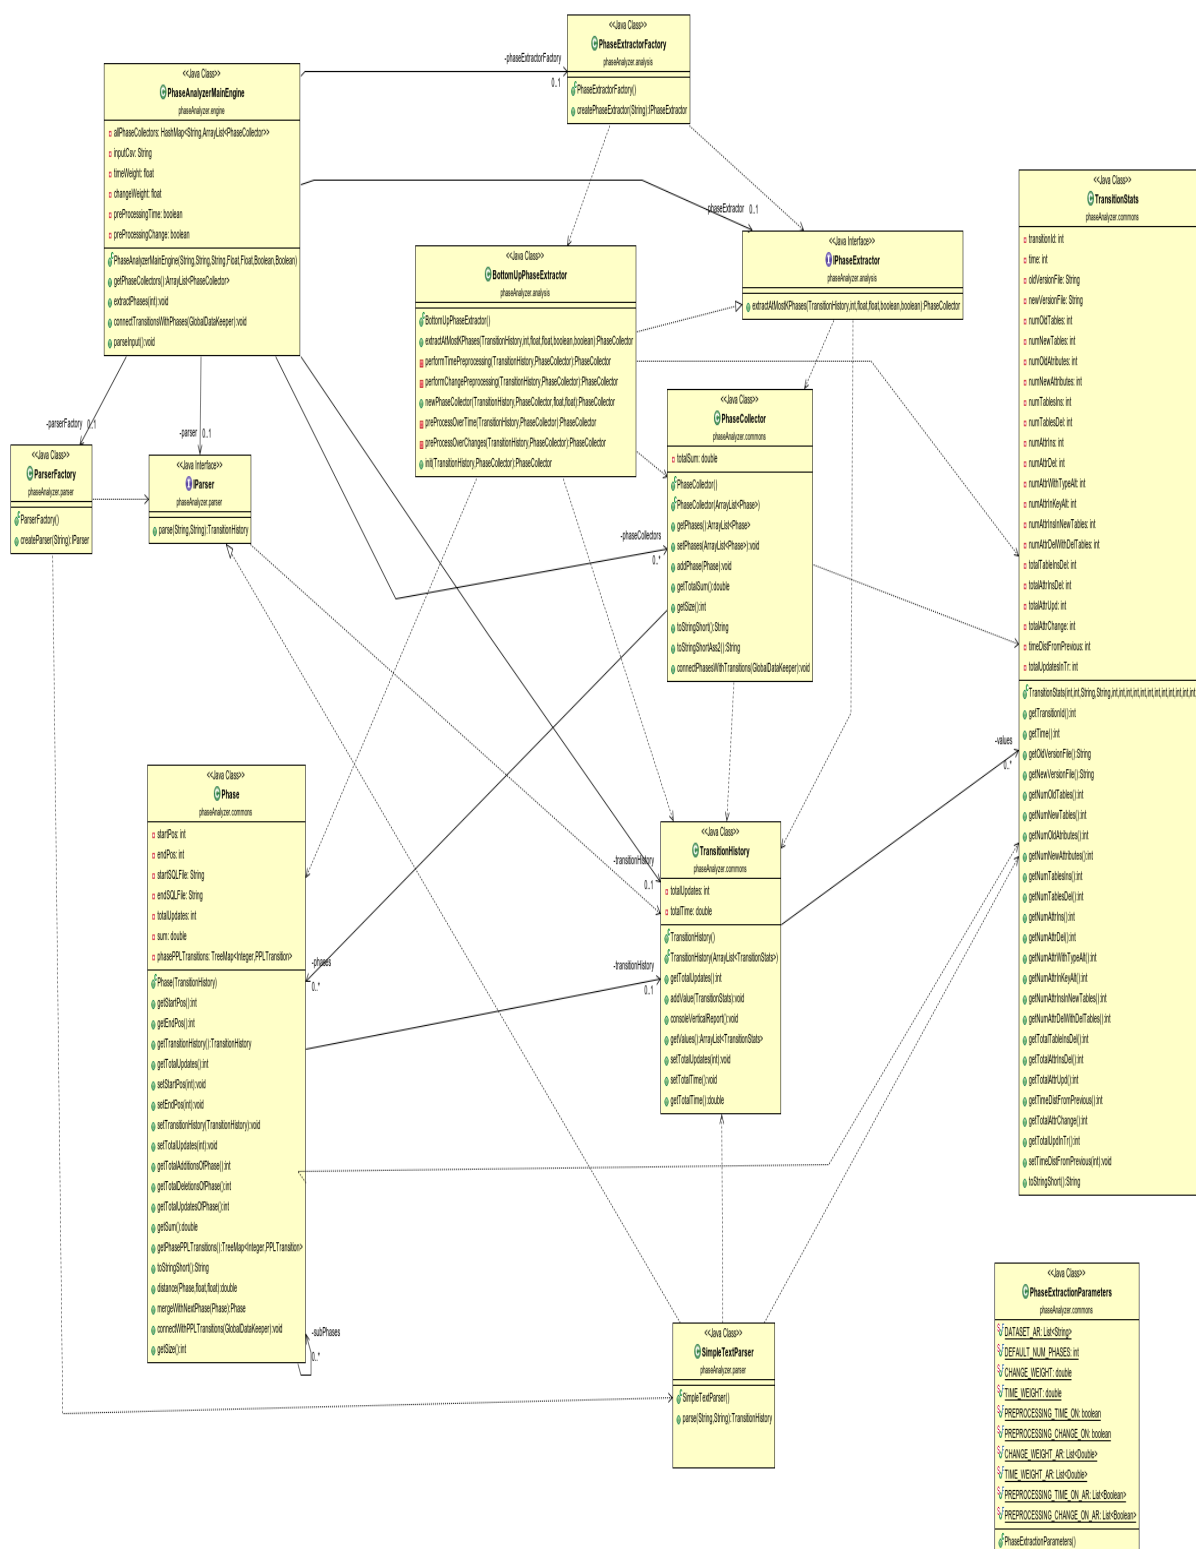 <<Java Class>>
PhaseExtractorFactory
phaseAnalyzer.analysis
PhaseExtractorFactory()
createPhaseExtractor(String):IPhaseExtractor
-phaseExtractorFactory
0..1
<<Java Class>>
PhaseAnalyzerMainEngine
phaseAnalyzer.engine
allPhaseCollectors: HashMap<String,ArrayList<PhaseCollector>>
inputCsv: String
timeWeight: float
changeWeight: float
preProcessingTime: boolean
preProcessingChange: boolean
PhaseAnalyzerMainEngine(String,String,String,Float,Float,Boolean,Boolean)
getPhaseCollectors():ArrayList<PhaseCollector>
extractPhases(int):void
connectTransitionsWithPhases(GlobalDataKeeper):void
parseInput():void
-phaseExtractor 0..1
<<Java Interface>>
IPhaseExtractor
phaseAnalyzer.analysis
extractAtMostKPhases(TransitionHistory,int,float,float,boolean,boolean):PhaseCollector
<<Java Class>>
BottomUpPhaseExtractor
phaseAnalyzer.analysis
BottomUpPhaseExtractor()
extractAtMostKPhases(TransitionHistory,int,float,float,boolean,boolean):PhaseCollector
performTimePreprocessing(TransitionHistory,PhaseCollector):PhaseCollector
performChangePreprocessing(TransitionHistory,PhaseCollector):PhaseCollector
newPhaseCollector(TransitionHistory,PhaseCollector,float,float):PhaseCollector
preProcessOverTime(TransitionHistory,PhaseCollector):PhaseCollector
preProcessOverChanges(TransitionHistory,PhaseCollector):PhaseCollector
init(TransitionHistory,PhaseCollector):PhaseCollector
<<Java Class>>
TransitionStats
phaseAnalyzer.commons
transitionId: int
time: int
oldVersionFile: String
newVersionFile: String
numOldTables: int
numNewTables: int
numOldAttributes: int
numNewAttributes: int
numTablesIns: int
numTablesDel: int
numAttrIns: int
numAttrDel: int
numAttrWithTypeAlt: int
numAttrInKeyAlt: int
numAttrInsInNewTables: int
numAttrDelWithDelTables: int
totalTableInsDel: int
totalAttrInsDel: int
totalAttrUpd: int
totalAttrChange: int
timeDistFromPrevious: int
totalUpdatesInTr: int
TransitionStats(int,int,String,String,int,int,int,int,int,int,int,int,int,int,int,int
getTransitionId():int
getTime():int
getOldVersionFile():String
getNewVersionFile():String
getNumOldTables():int
getNumNewTables():int
getNumOldAttributes():int
getNumNewAttributes():int
getNumTablesIns():int
getNumTablesDel():int
getNumAttrIns():int
getNumAttrDel():int
getNumAttrWithTypeAlt():int
getNumAttrInKeyAlt():int
getNumAttrInsInNewTables():int
getNumAttrDelWithDelTables():int
getTotalTableInsDel():int
getTotalAttrInsDel():int
getTotalAttrUpd():int
getTimeDistFromPrevious():int
getTotalAttrChange():int
getTotalUpdInTr():int
setTimeDistFromPrevious(int):void
toStringShort():String
-parserFactory 0..1
<<Java Class>>
ParserFactory
phaseAnalyzer.parser
ParserFactory()
createParser(String):IParser
-parser 0..1
<<Java Interface>>
IParser
phaseAnalyzer.parser
parse(String,String):TransitionHistory
<<Java Class>>
PhaseCollector
phaseAnalyzer.commons
totalSum: double
PhaseCollector()
PhaseCollector(ArrayList<Phase>)
getPhases():ArrayList<Phase>
setPhases(ArrayList<Phase>):void
addPhase(Phase):void
getTotalSum():double
getSize():int
toStringShort():String
toStringShortAss2():String
connectPhasesWithTransitions(GlobalDataKeeper):void
-phaseCollectors
0..*
-values
0..*
<<Java Class>>
Phase
phaseAnalyzer.commons
startPos: int
endPos: int
startSQLFile: String
endSQLFile: String
totalUpdates: int
sum: double
phasePPLTransitions: TreeMap<Integer,PPLTransition>
Phase(TransitionHistory)
getStartPos():int
getEndPos():int
getTransitionHistory():TransitionHistory
getTotalUpdates():int
setStartPos(int):void
setEndPos(int):void
setTransitionHistory(TransitionHistory):void
setTotalUpdates(int):void
getTotalAdditionsOfPhase():int
getTotalDeletionsOfPhase():int
getTotalUpdatesOfPhase():int
getSum():double
getPhasePPLTransitions():TreeMap<Integer,PPLTransition>
toStringShort():String
distance(Phase,float,float):double
mergeWithNextPhase(Phase):Phase
connectWithPPLTransitions(GlobalDataKeeper):void
getSize():int
-phases
0..*
-subPhases
0..*
-transitionHistory
0..1
-transitionHistory
0..1
<<Java Class>>
TransitionHistory
phaseAnalyzer.commons
totalUpdates: int
totalTime: double
TransitionHistory()
TransitionHistory(ArrayList<TransitionStats>)
getTotalUpdates():int
addValue(TransitionStats):void
consoleVerticalReport():void
getValues():ArrayList<TransitionStats>
setTotalUpdates(int):void
setTotalTime():void
getTotalTime():double
<<Java Class>>
SimpleTextParser
phaseAnalyzer.parser
SimpleTextParser()
parse(String,String):TransitionHistory
<<Java Class>>
PhaseExtractionParameters
phaseAnalyzer.commons
DATASET_AR: List<String>
DEFAULT_NUM_PHASES: int
CHANGE_WEIGHT: double
TIME_WEIGHT: double
PREPROCESSING_TIME_ON: boolean
PREPROCESSING_CHANGE_ON: boolean
CHANGE_WEIGHT_AR: List<Double>
TIME_WEIGHT_AR: List<Double>
PREPROCESSING_TIME_ON_AR: List<Boolean>
PREPROCESSING_CHANGE_ON_AR: List<Boolean>
PhaseExtractionParameters()